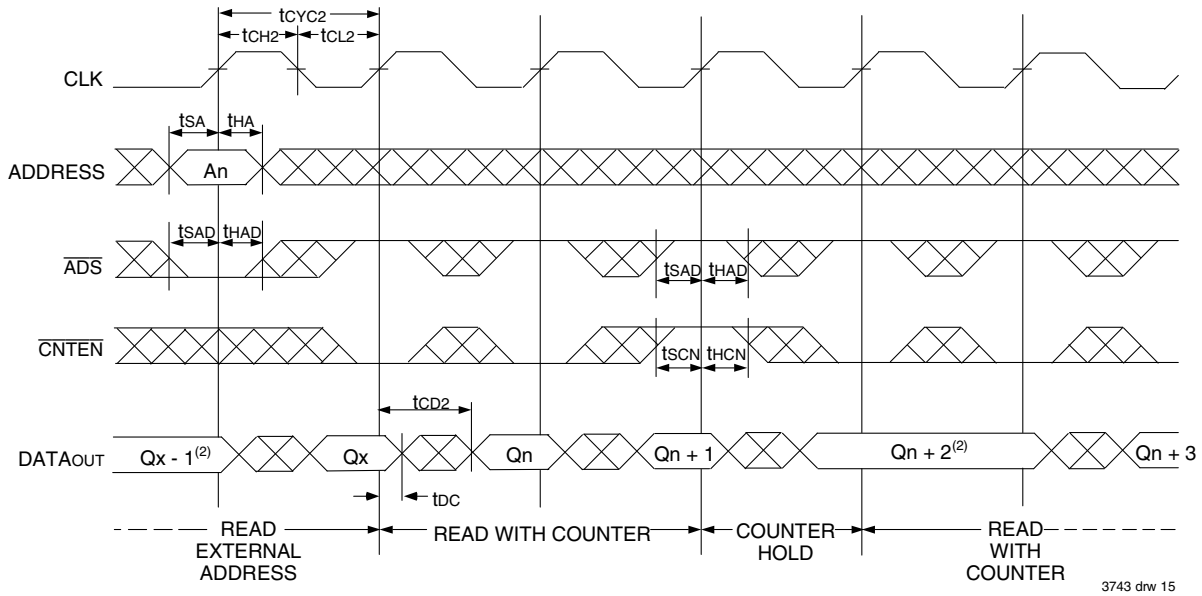 tCYC2
tCH2 tCL2
CLK
tSA tHA
ADDRESS An
tSAD tHAD
ADS
tSAD tHAD
CNTEN
tSCN tHCN
tCD2
DATAOUT Qx - 1(2) Qx Qn Qn + 1 Qn + 2(2) Qn + 3
tDC
READ EXTERNAL ADDRESS
READ WITH COUNTER
COUNTER HOLD
READ WITH COUNTER
3743 drw 15